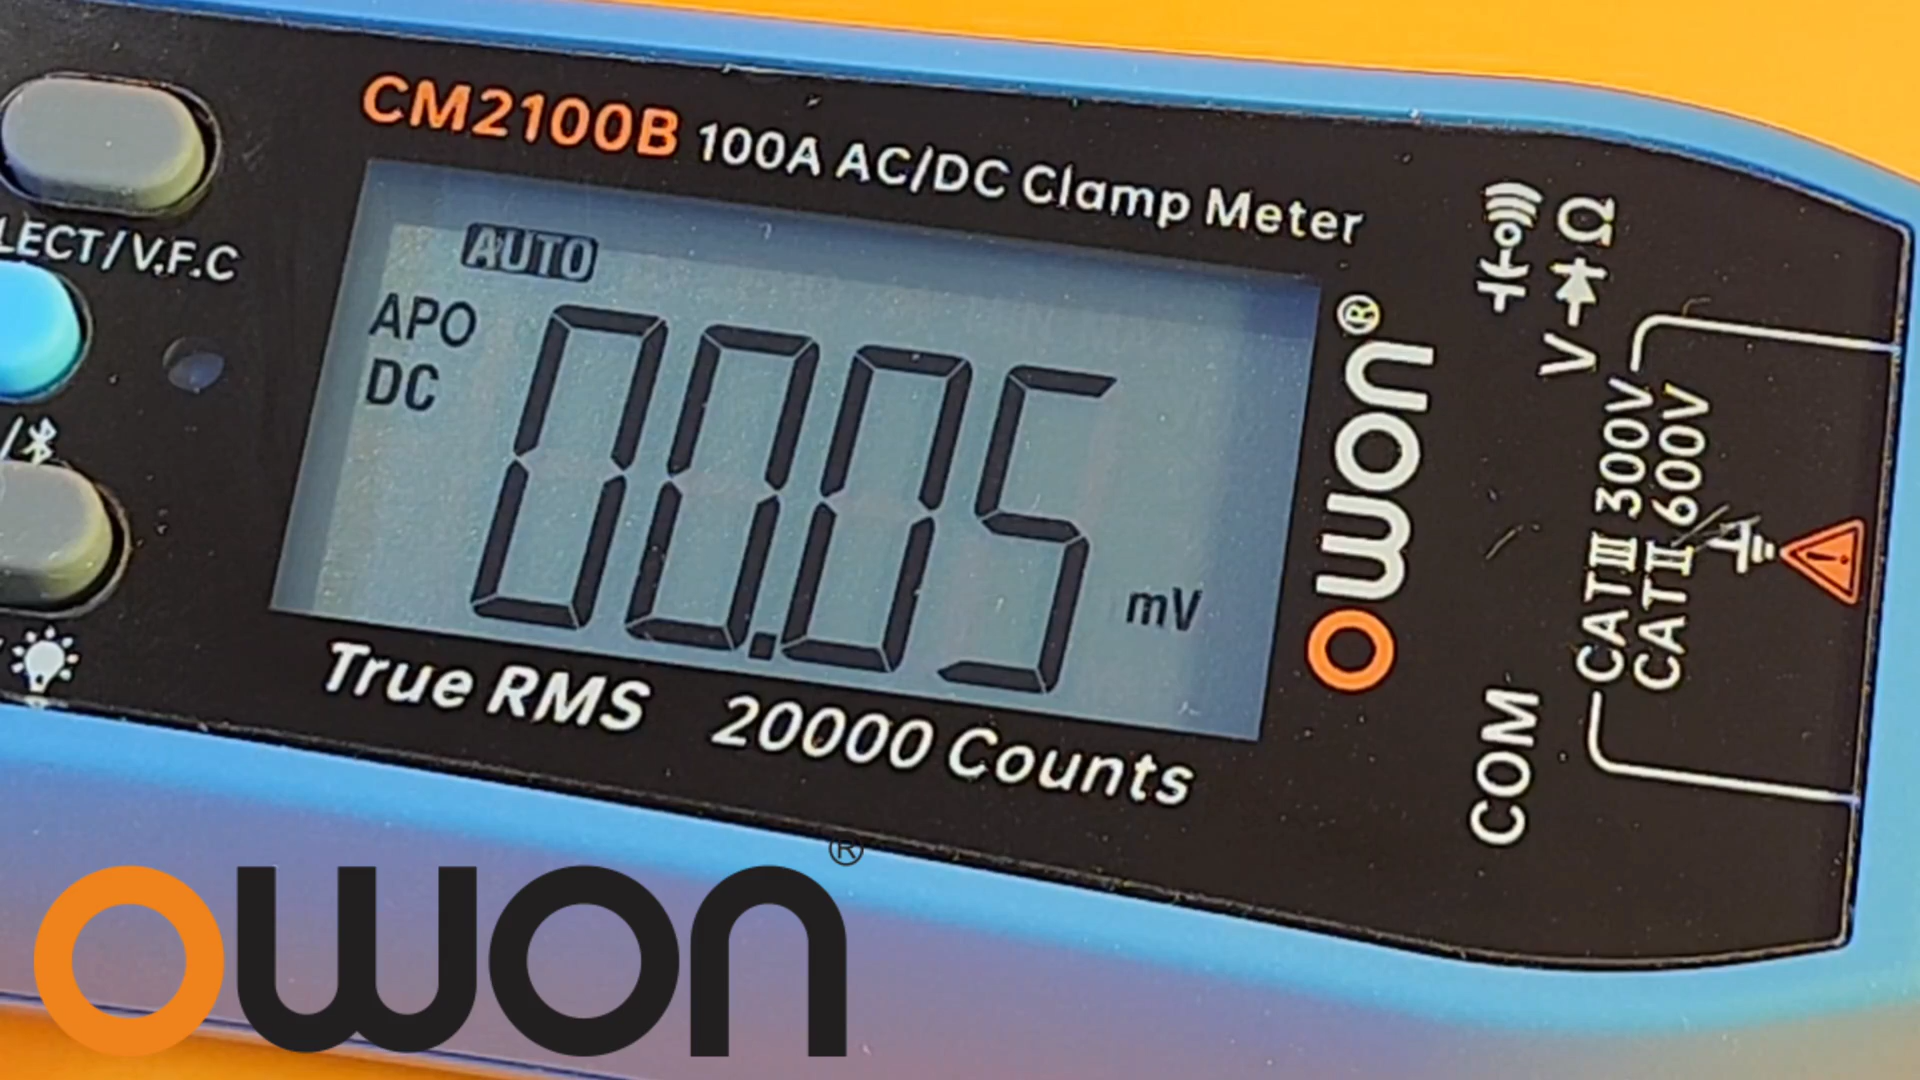 CM2100B 100A AC/DC Clamp Meter
LECT/V.F.C
AUTO
APO
DC
00.05 mV
True RMS 20000 Counts
owon®
V Ω
COM
CAT III 300V
CAT II 600V
owon®